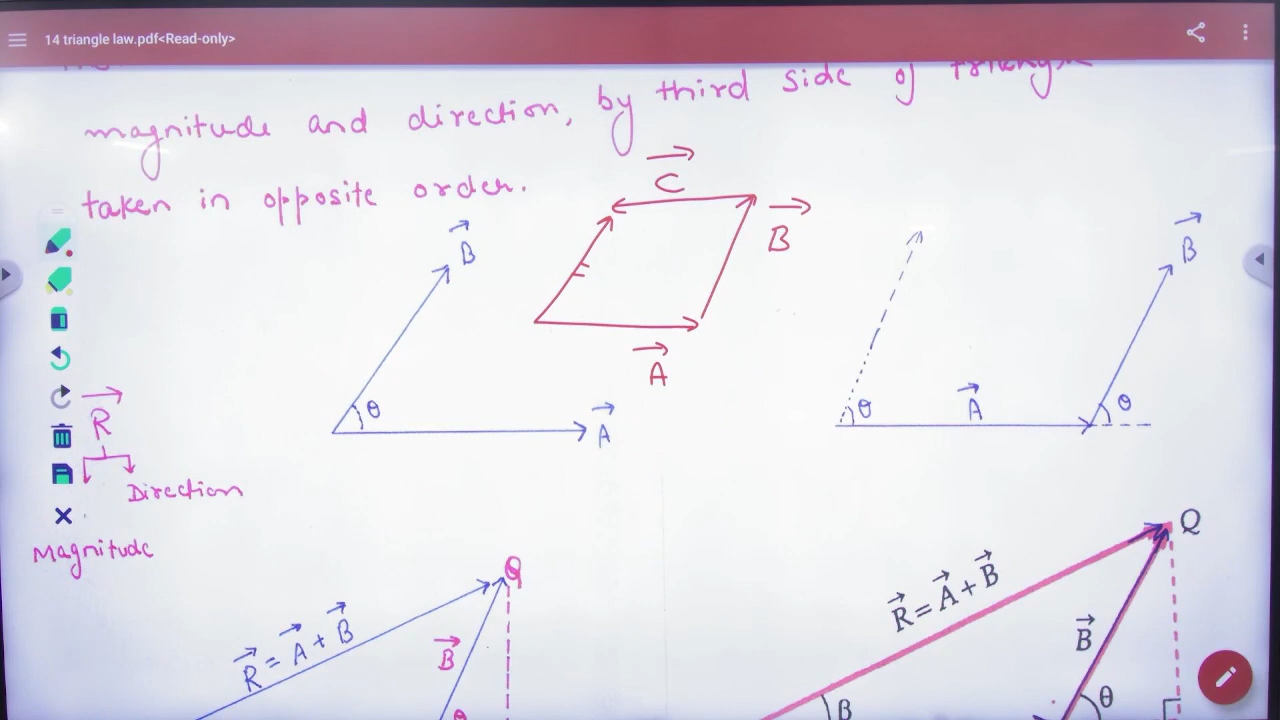 14 triangle law.pdf<Read-only>
magnitude and direction, by third side of triangle
taken in opposite order.
C
B
B
B
A
θ
A
A
θ
θ
R
Direction
Magnitude
Q
Q
R = A + B
R = A + B
B
B
θ
β
θ